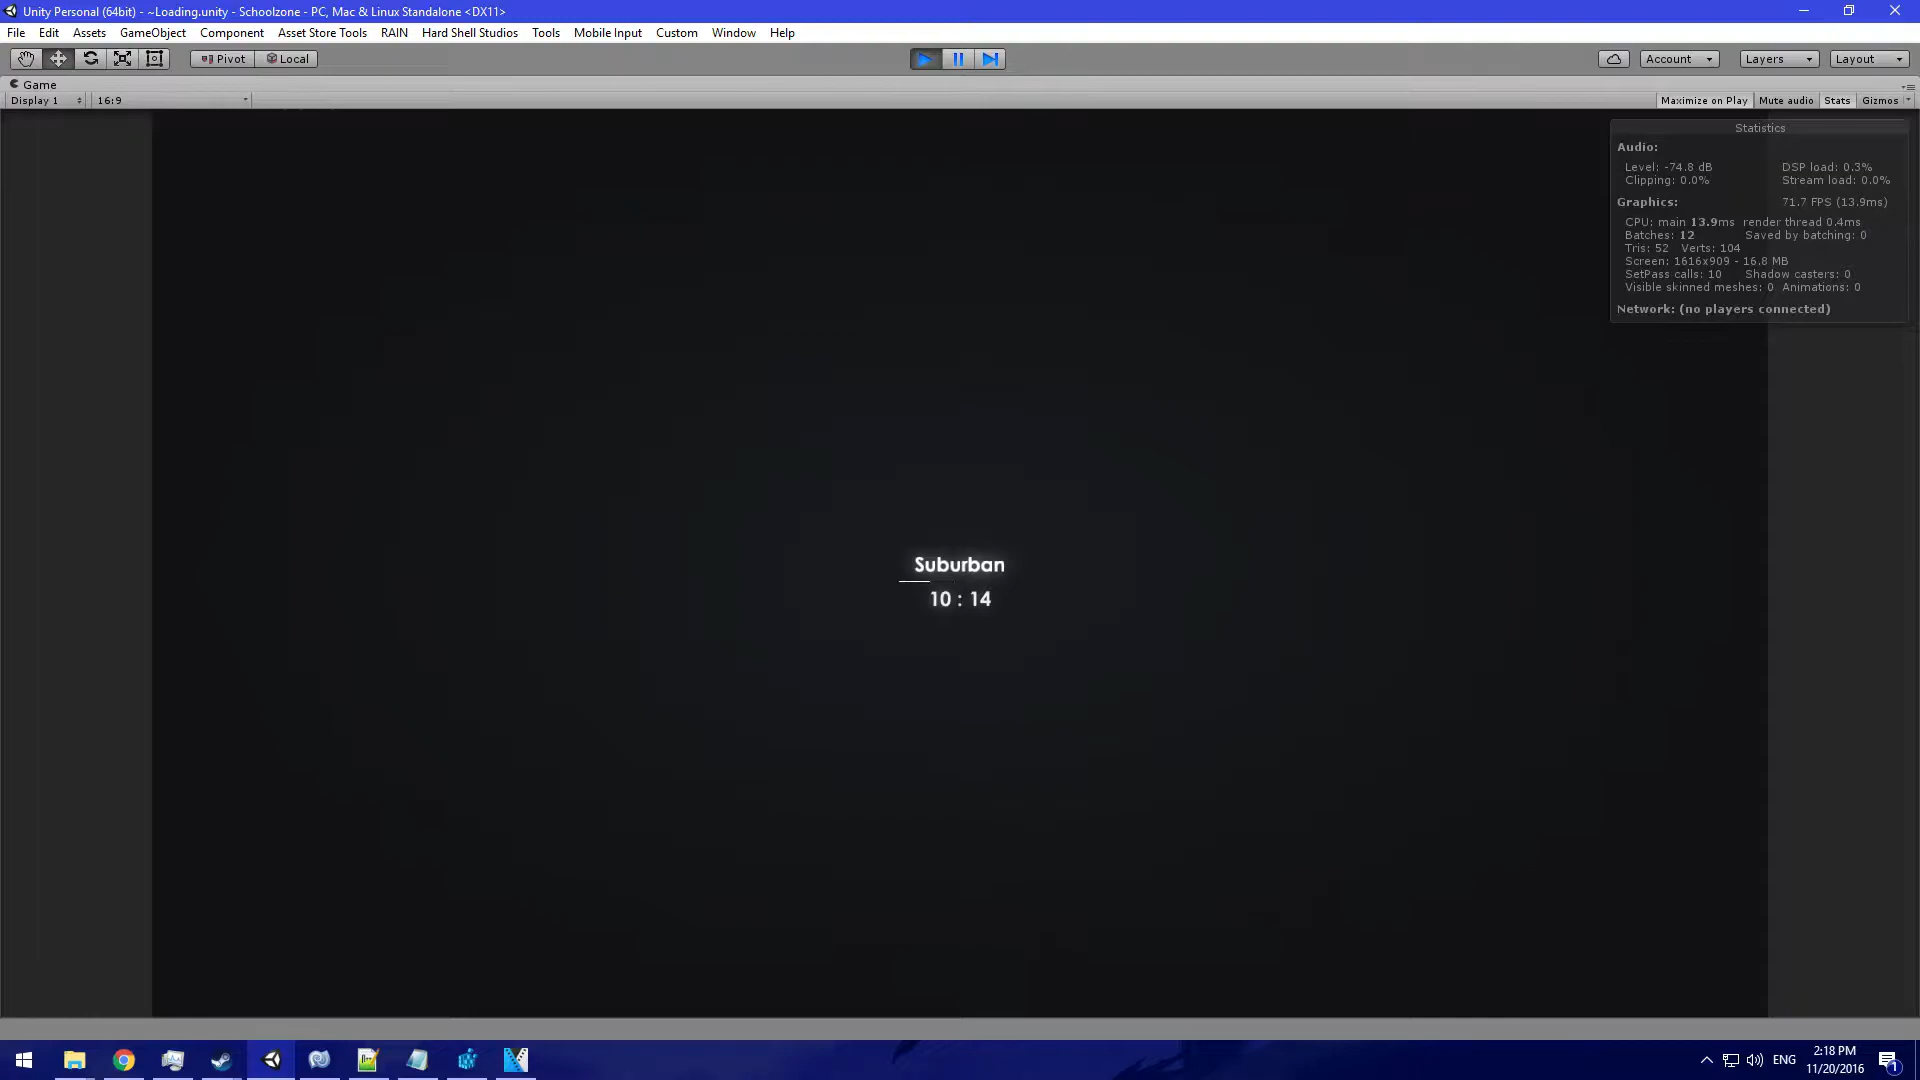 Unity Personal (64bit) - ~Loading.unity - Schoolzone - PC, Mac & Linux Standalone <DX11>
File Edit Assets GameObject Component Asset Store Tools RAIN Hard Shell Studios Tools Mobile Input Custom Window Help
Pivot Local Account Layers Layout
Game
Display 1 16:9 Maximize on Play Mute audio Stats Gizmos
Statistics
Audio:
Level: -74.8 dB DSP load: 0.3%
Clipping: 0.0% Stream load: 0.0%
Graphics: 71.7 FPS (13.9ms)
CPU: main 13.9ms render thread 0.4ms
Batches: 12 Saved by batching: 0
Tris: 52 Verts: 104
Screen: 1616x909 - 16.8 MB
SetPass calls: 10 Shadow casters: 0
Visible skinned meshes: 0 Animations: 0
Network: (no players connected)
Suburban
10 : 14
ENG 2:18 PM
11/20/2016 1